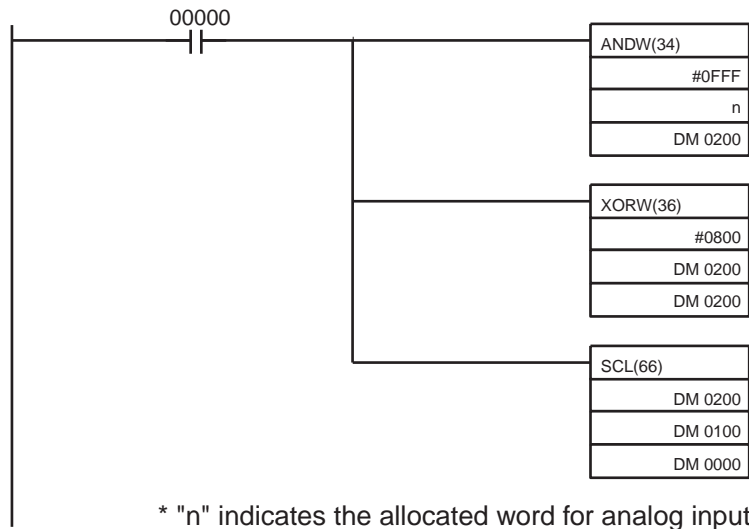 00000
ANDW(34)
#0FFF
n
DM 0200
XORW(36)
#0800
DM 0200
DM 0200
SCL(66)
DM 0200
DM 0100
DM 0000
* "n" indicates the allocated word for analog input